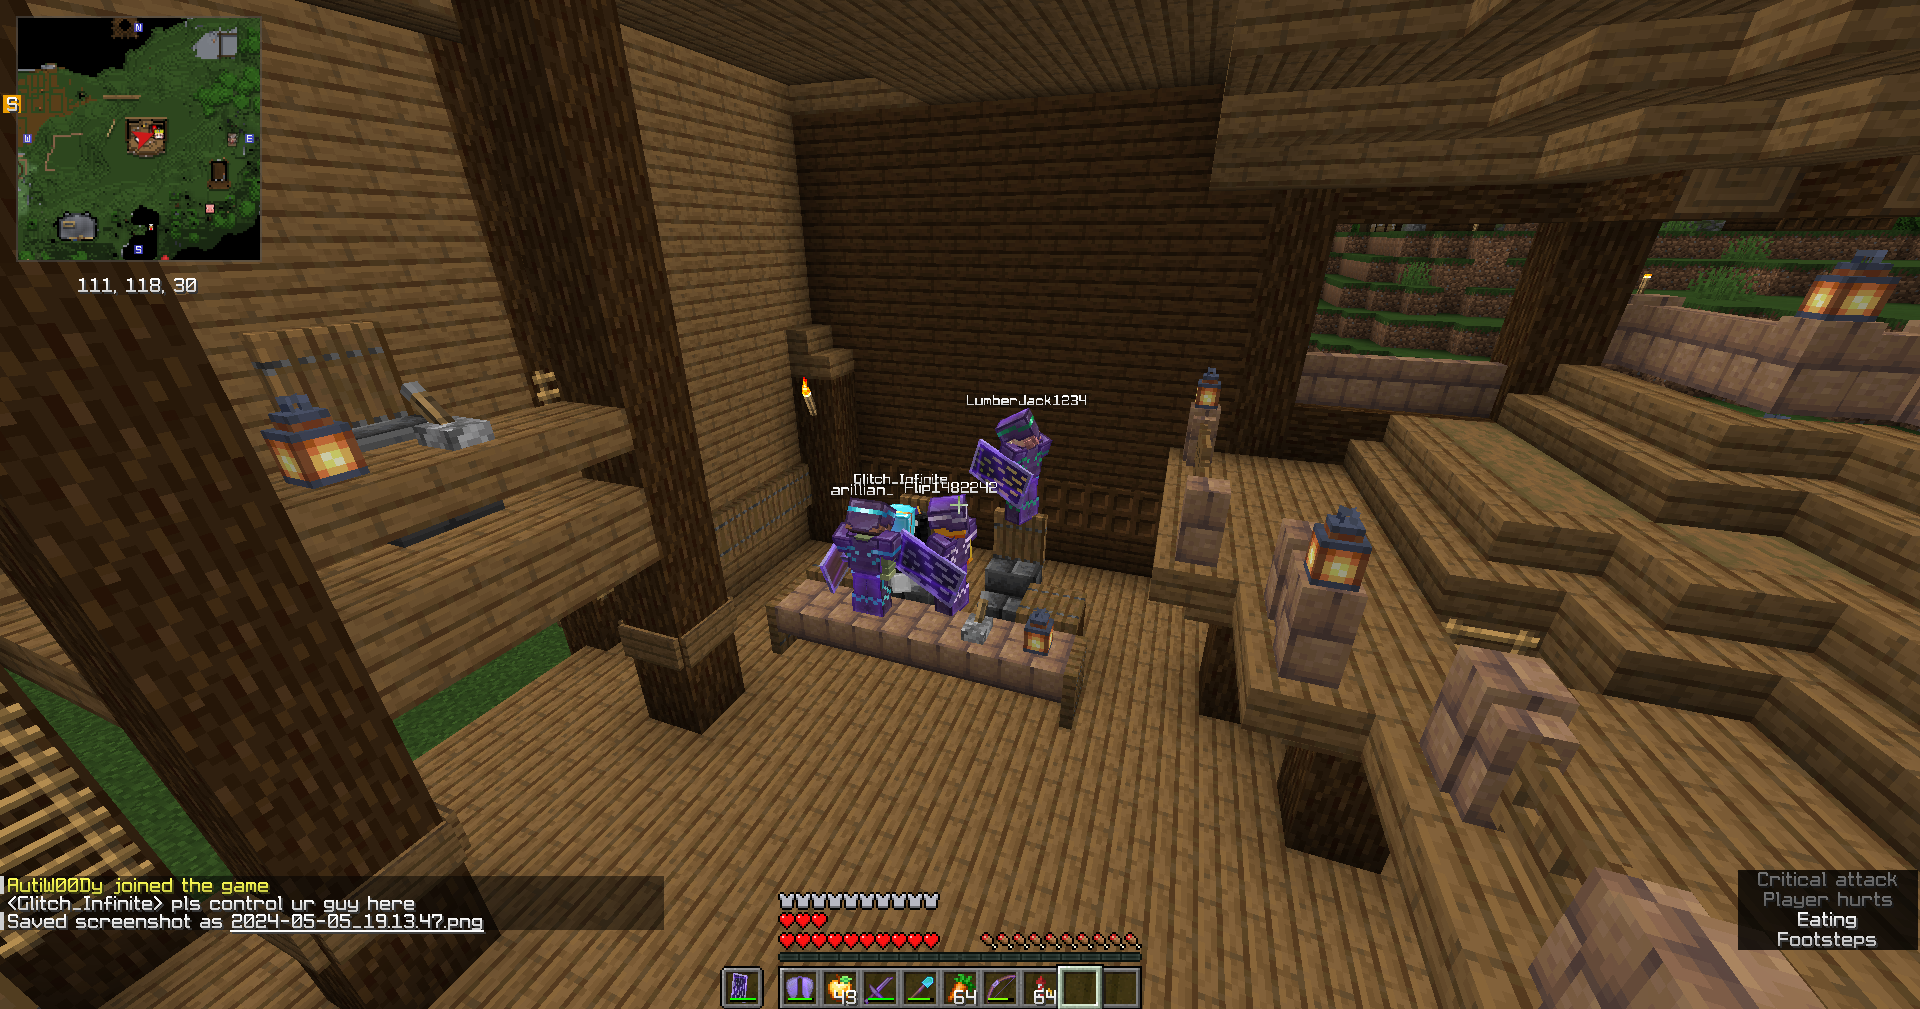 N
S
W
E
S
111, 118, 30
LumberJack1234
Glitch_Infinite
arillian_ Flip1482242
AutiW00Dy joined the game
<Glitch_Infinite> pls control ur guy here
Saved screenshot as 2024-05-05_19.13.47.png
Critical attack
Player hurts
Eating
Footsteps
43
64
64